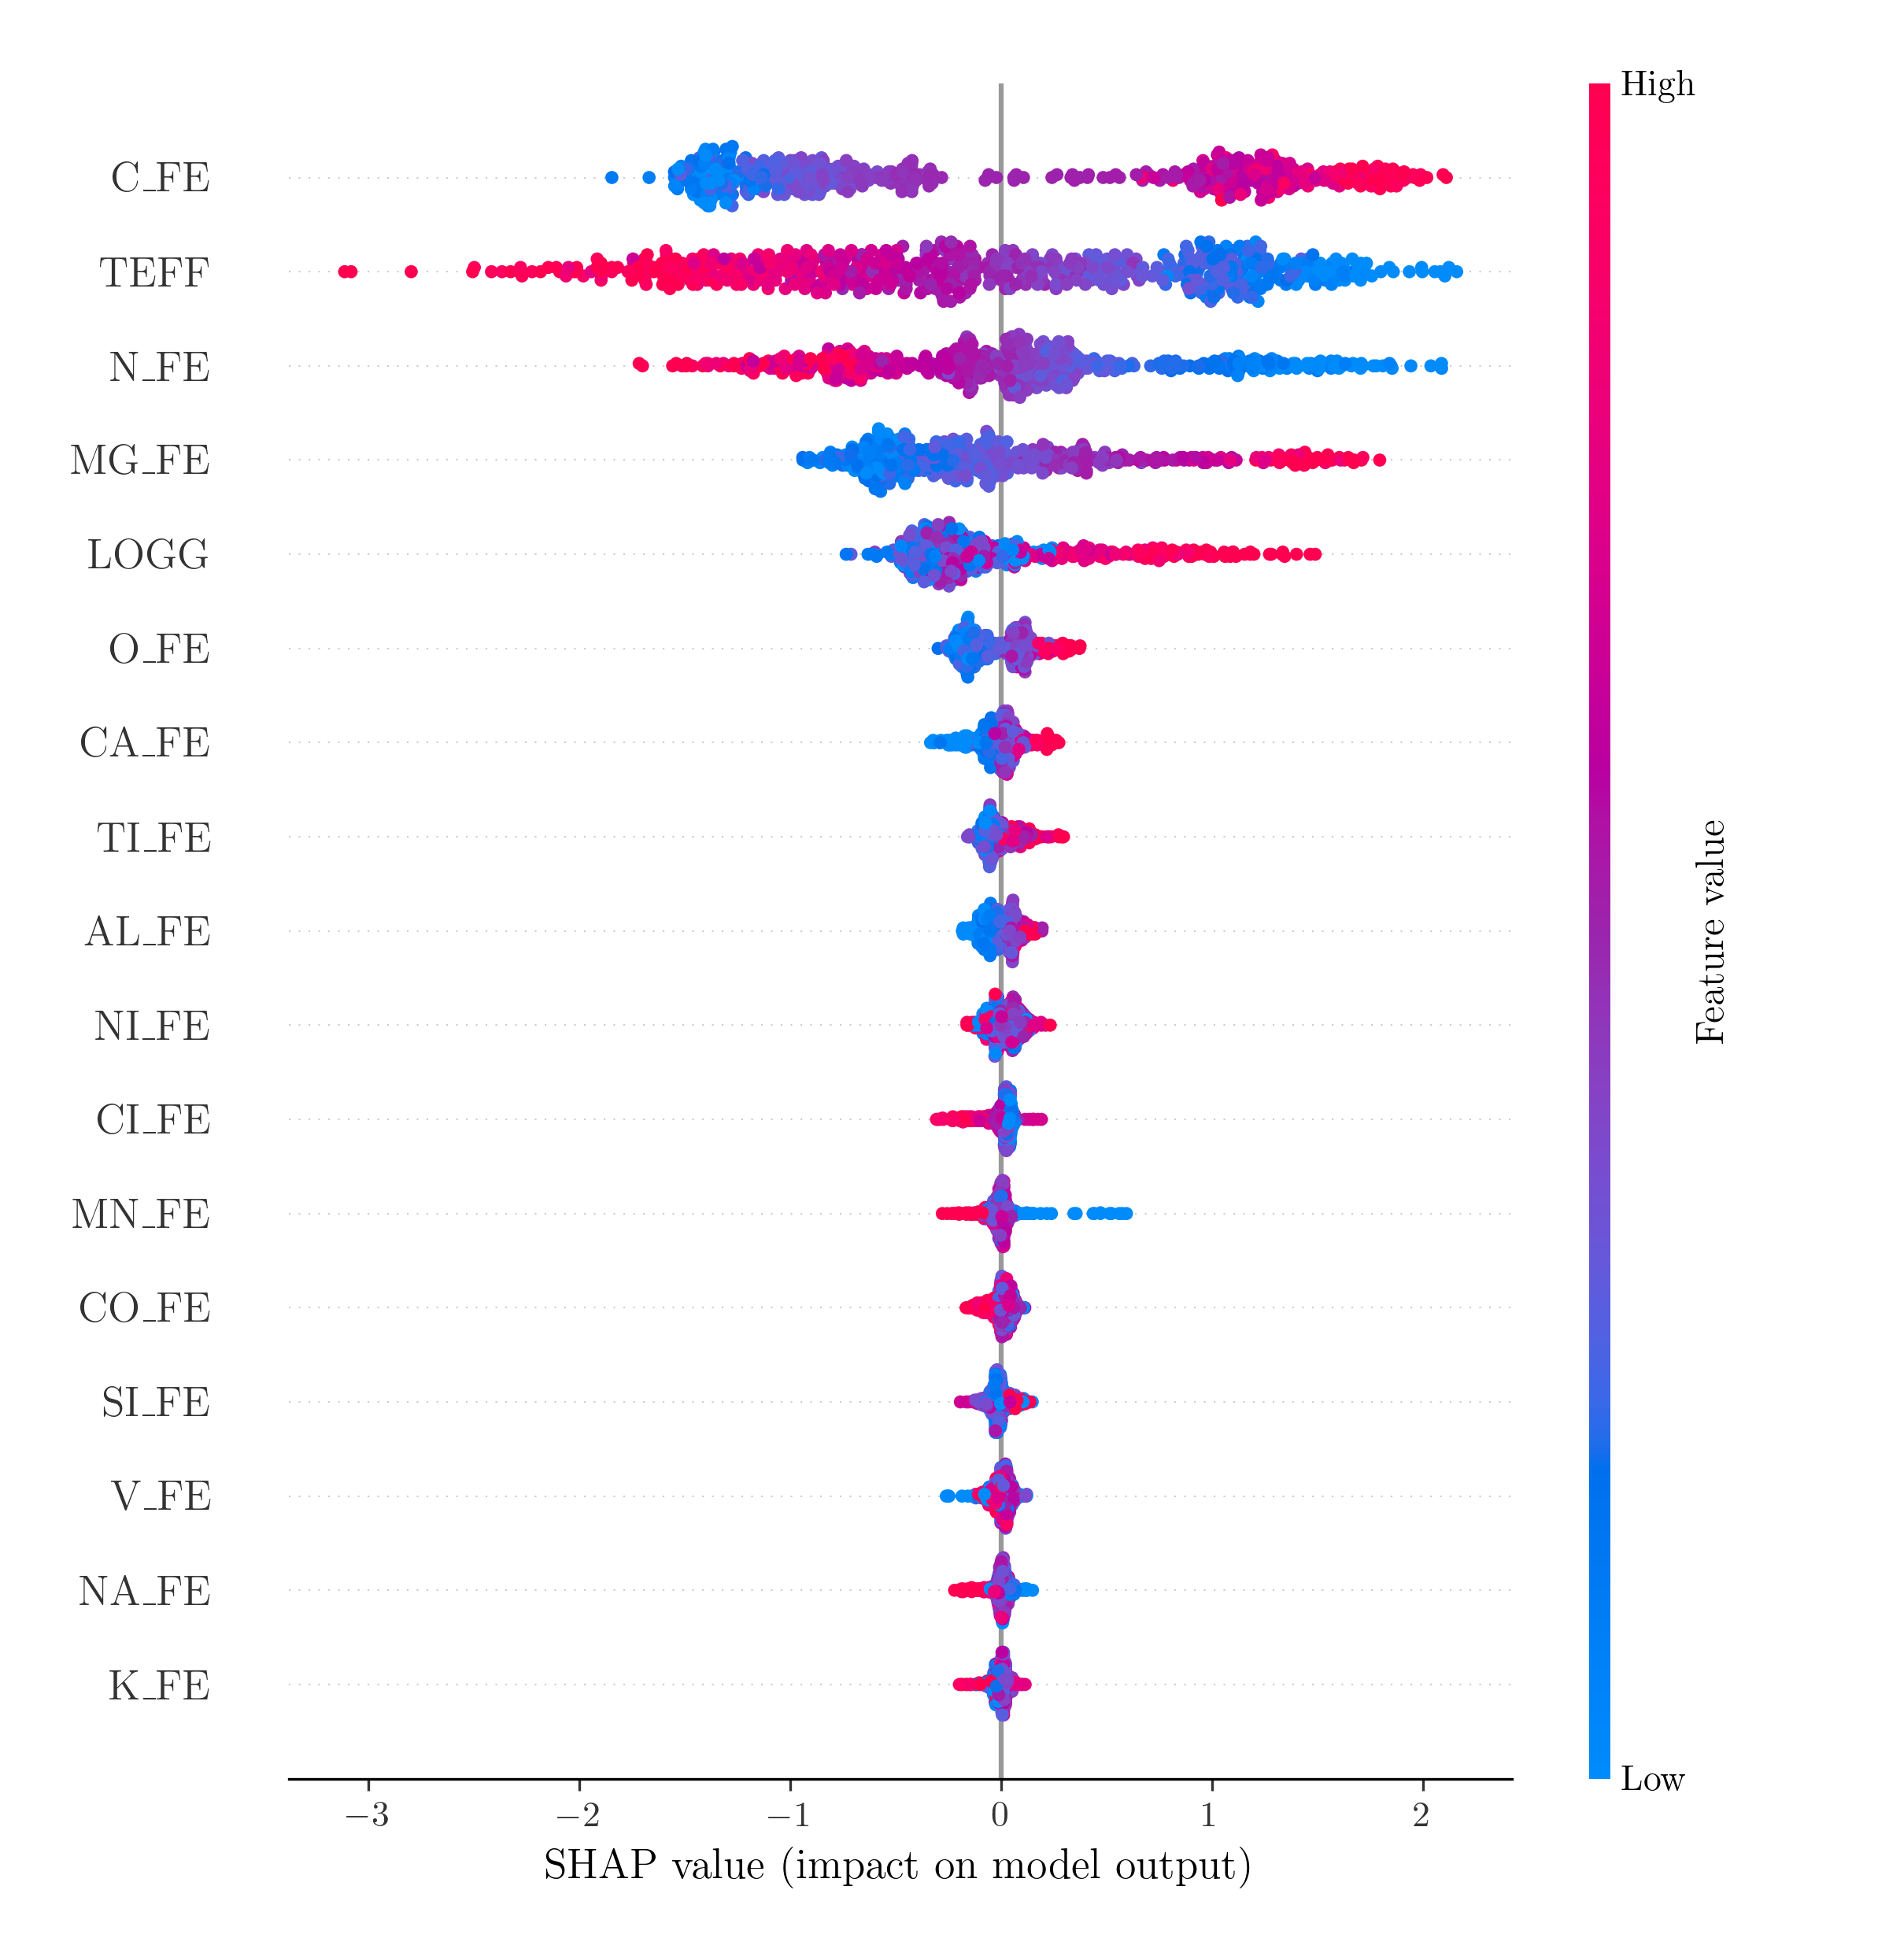 High
C_FE
TEFF
N_FE
MG_FE
LOGG
O_FE
CA_FE
TI_FE
AL_FE
NI_FE
CI_FE
MN_FE
CO_FE
SI_FE
V_FE
NA_FE
K_FE
Feature value
Low
−3 −2 −1 0 1 2
SHAP value (impact on model output)